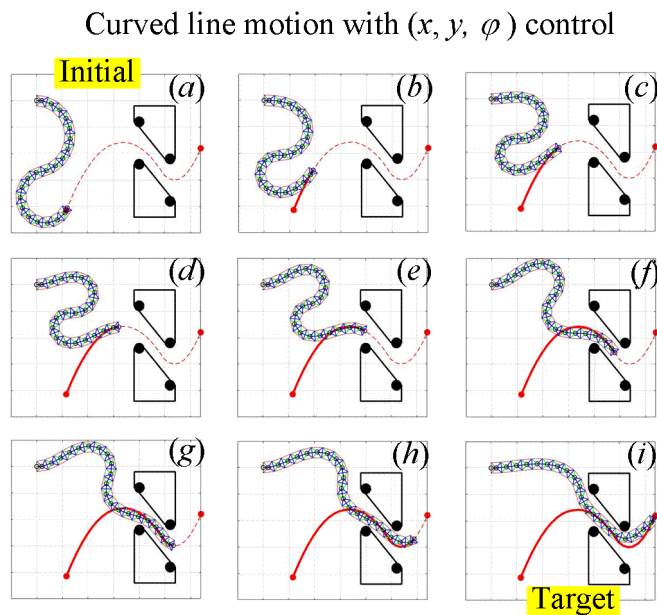 Curved line motion with (x, y, φ ) control
Initial
(a)
(b)
(c)
(d)
(e)
(f)
(g)
(h)
(i)
Target